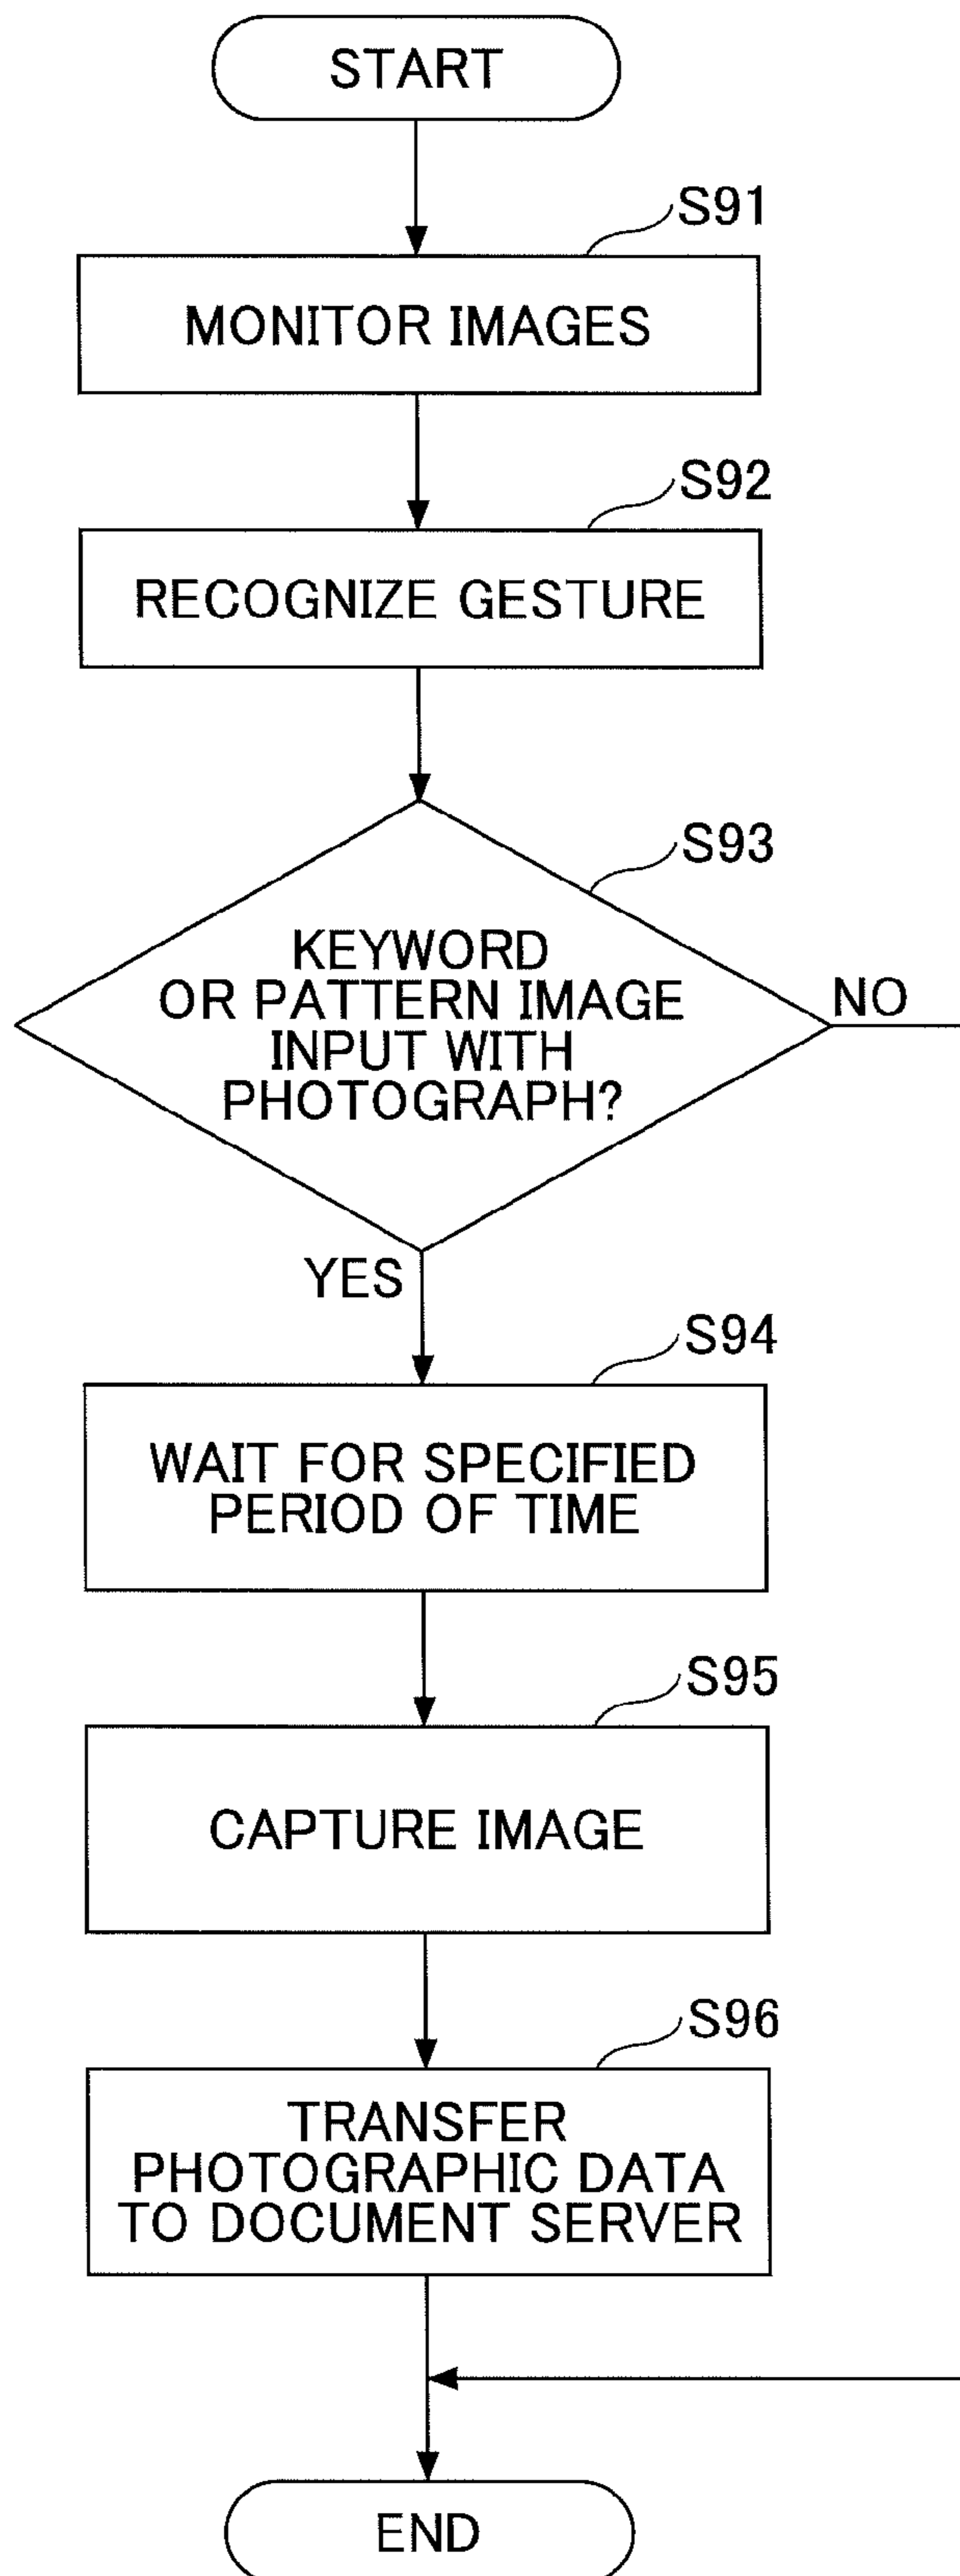 START
S91
MONITOR IMAGES
S92
RECOGNIZE GESTURE
S93
KEYWORD
OR PATTERN IMAGE
INPUT WITH
PHOTOGRAPH?
NO
YES
S94
WAIT FOR SPECIFIED
PERIOD OF TIME
S95
CAPTURE IMAGE
S96
TRANSFER
PHOTOGRAPHIC DATA
TO DOCUMENT SERVER
END